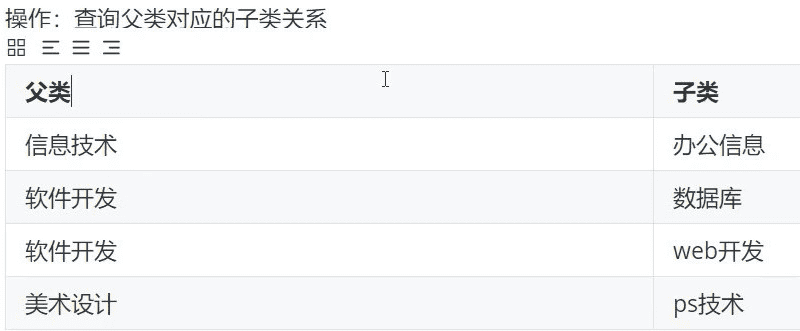 操作：查询父类对应的子类关系
父类 子类
信息技术 办公信息
软件开发 数据库
软件开发 web开发
美术设计 ps技术